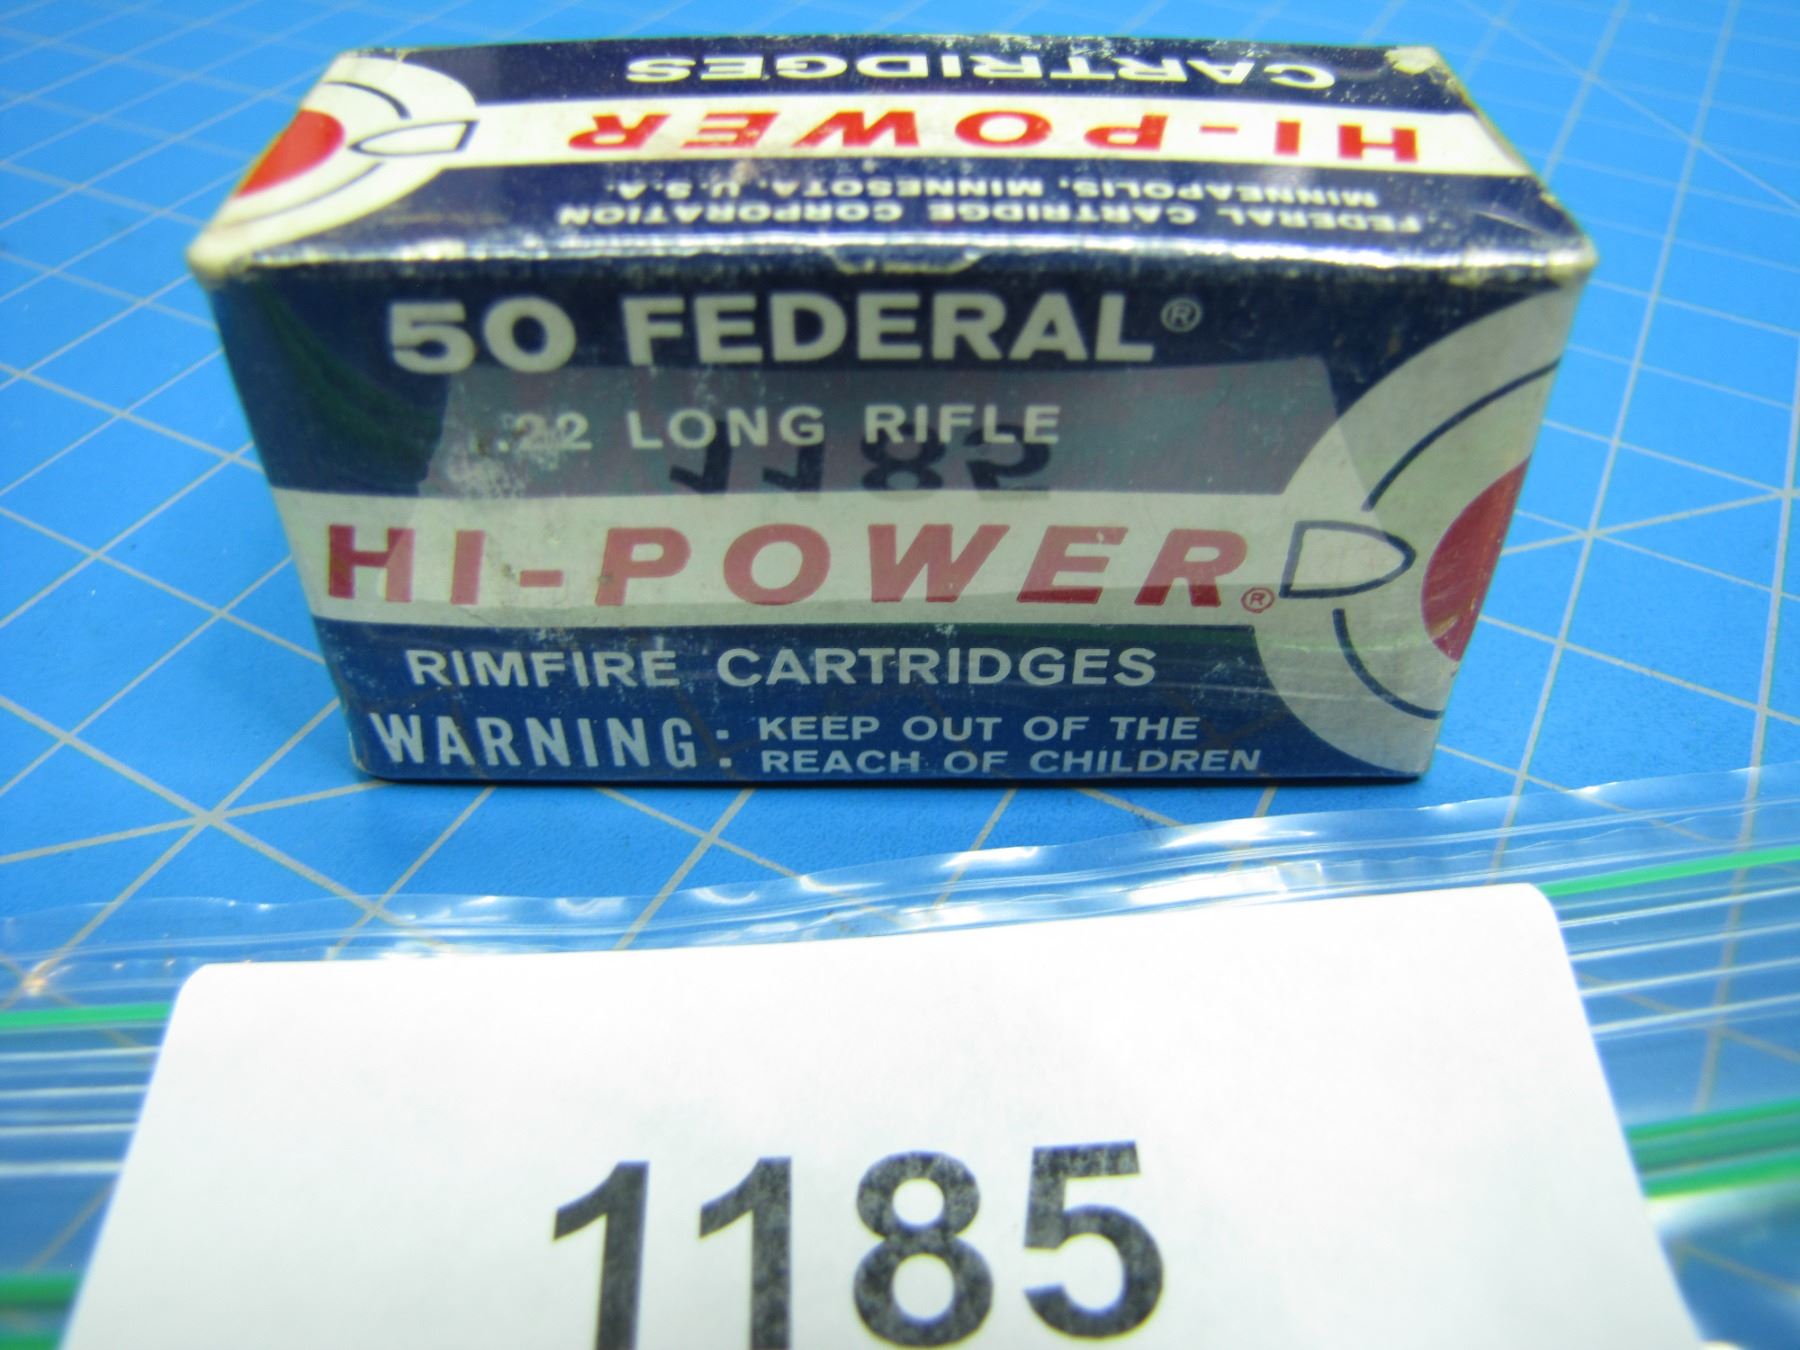 CARTRIDGES
HI-POWER
FEDERAL CARTRIDGE CORPORATION
MINNEAPOLIS, MINNESOTA, U.S.A.
50 FEDERAL®
.22 LONG RIFLE
1185
HI-POWER®
RIMFIRE CARTRIDGES
WARNING: KEEP OUT OF THE
REACH OF CHILDREN
1185